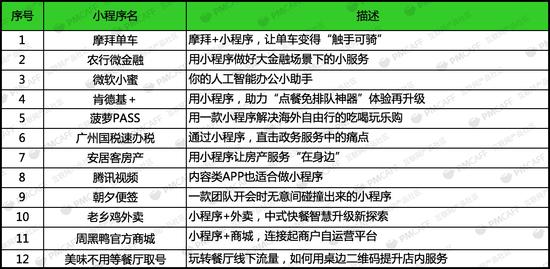 序号 小程序名 描述
1 摩拜单车 摩拜+小程序，让单车变得“触手可骑”
2 农行微金融 用小程序做好大金融场景下的小服务
3 微软小蜜 你的人工智能办公小助手
4 肯德基+ 用小程序，助力“点餐免排队神器”体验再升级
5 菠萝PASS 用一款小程序解决海外自由行的吃喝玩乐购
6 广州国税速办税 通过小程序，直击政务服务中的痛点
7 安居客房产 用小程序让房产服务“在身边”
8 腾讯视频 内容类APP也适合做小程序
9 朝夕便签 一款团队开会时无意间碰撞出来的小程序
10 老乡鸡外卖 小程序+外卖，中式快餐智慧升级新探索
11 周黑鸭官方商城 小程序+商城，连接起商户自运营平台
12 美味不用等餐厅取号 玩转餐厅线下流量，如何用桌边二维码提升店内服务